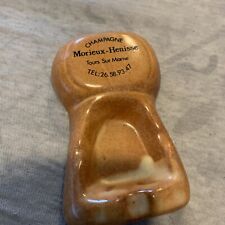 CHAMPAGNE
Morieux-Henisse
Tours Sur Marne
TEL:26.58.93.47